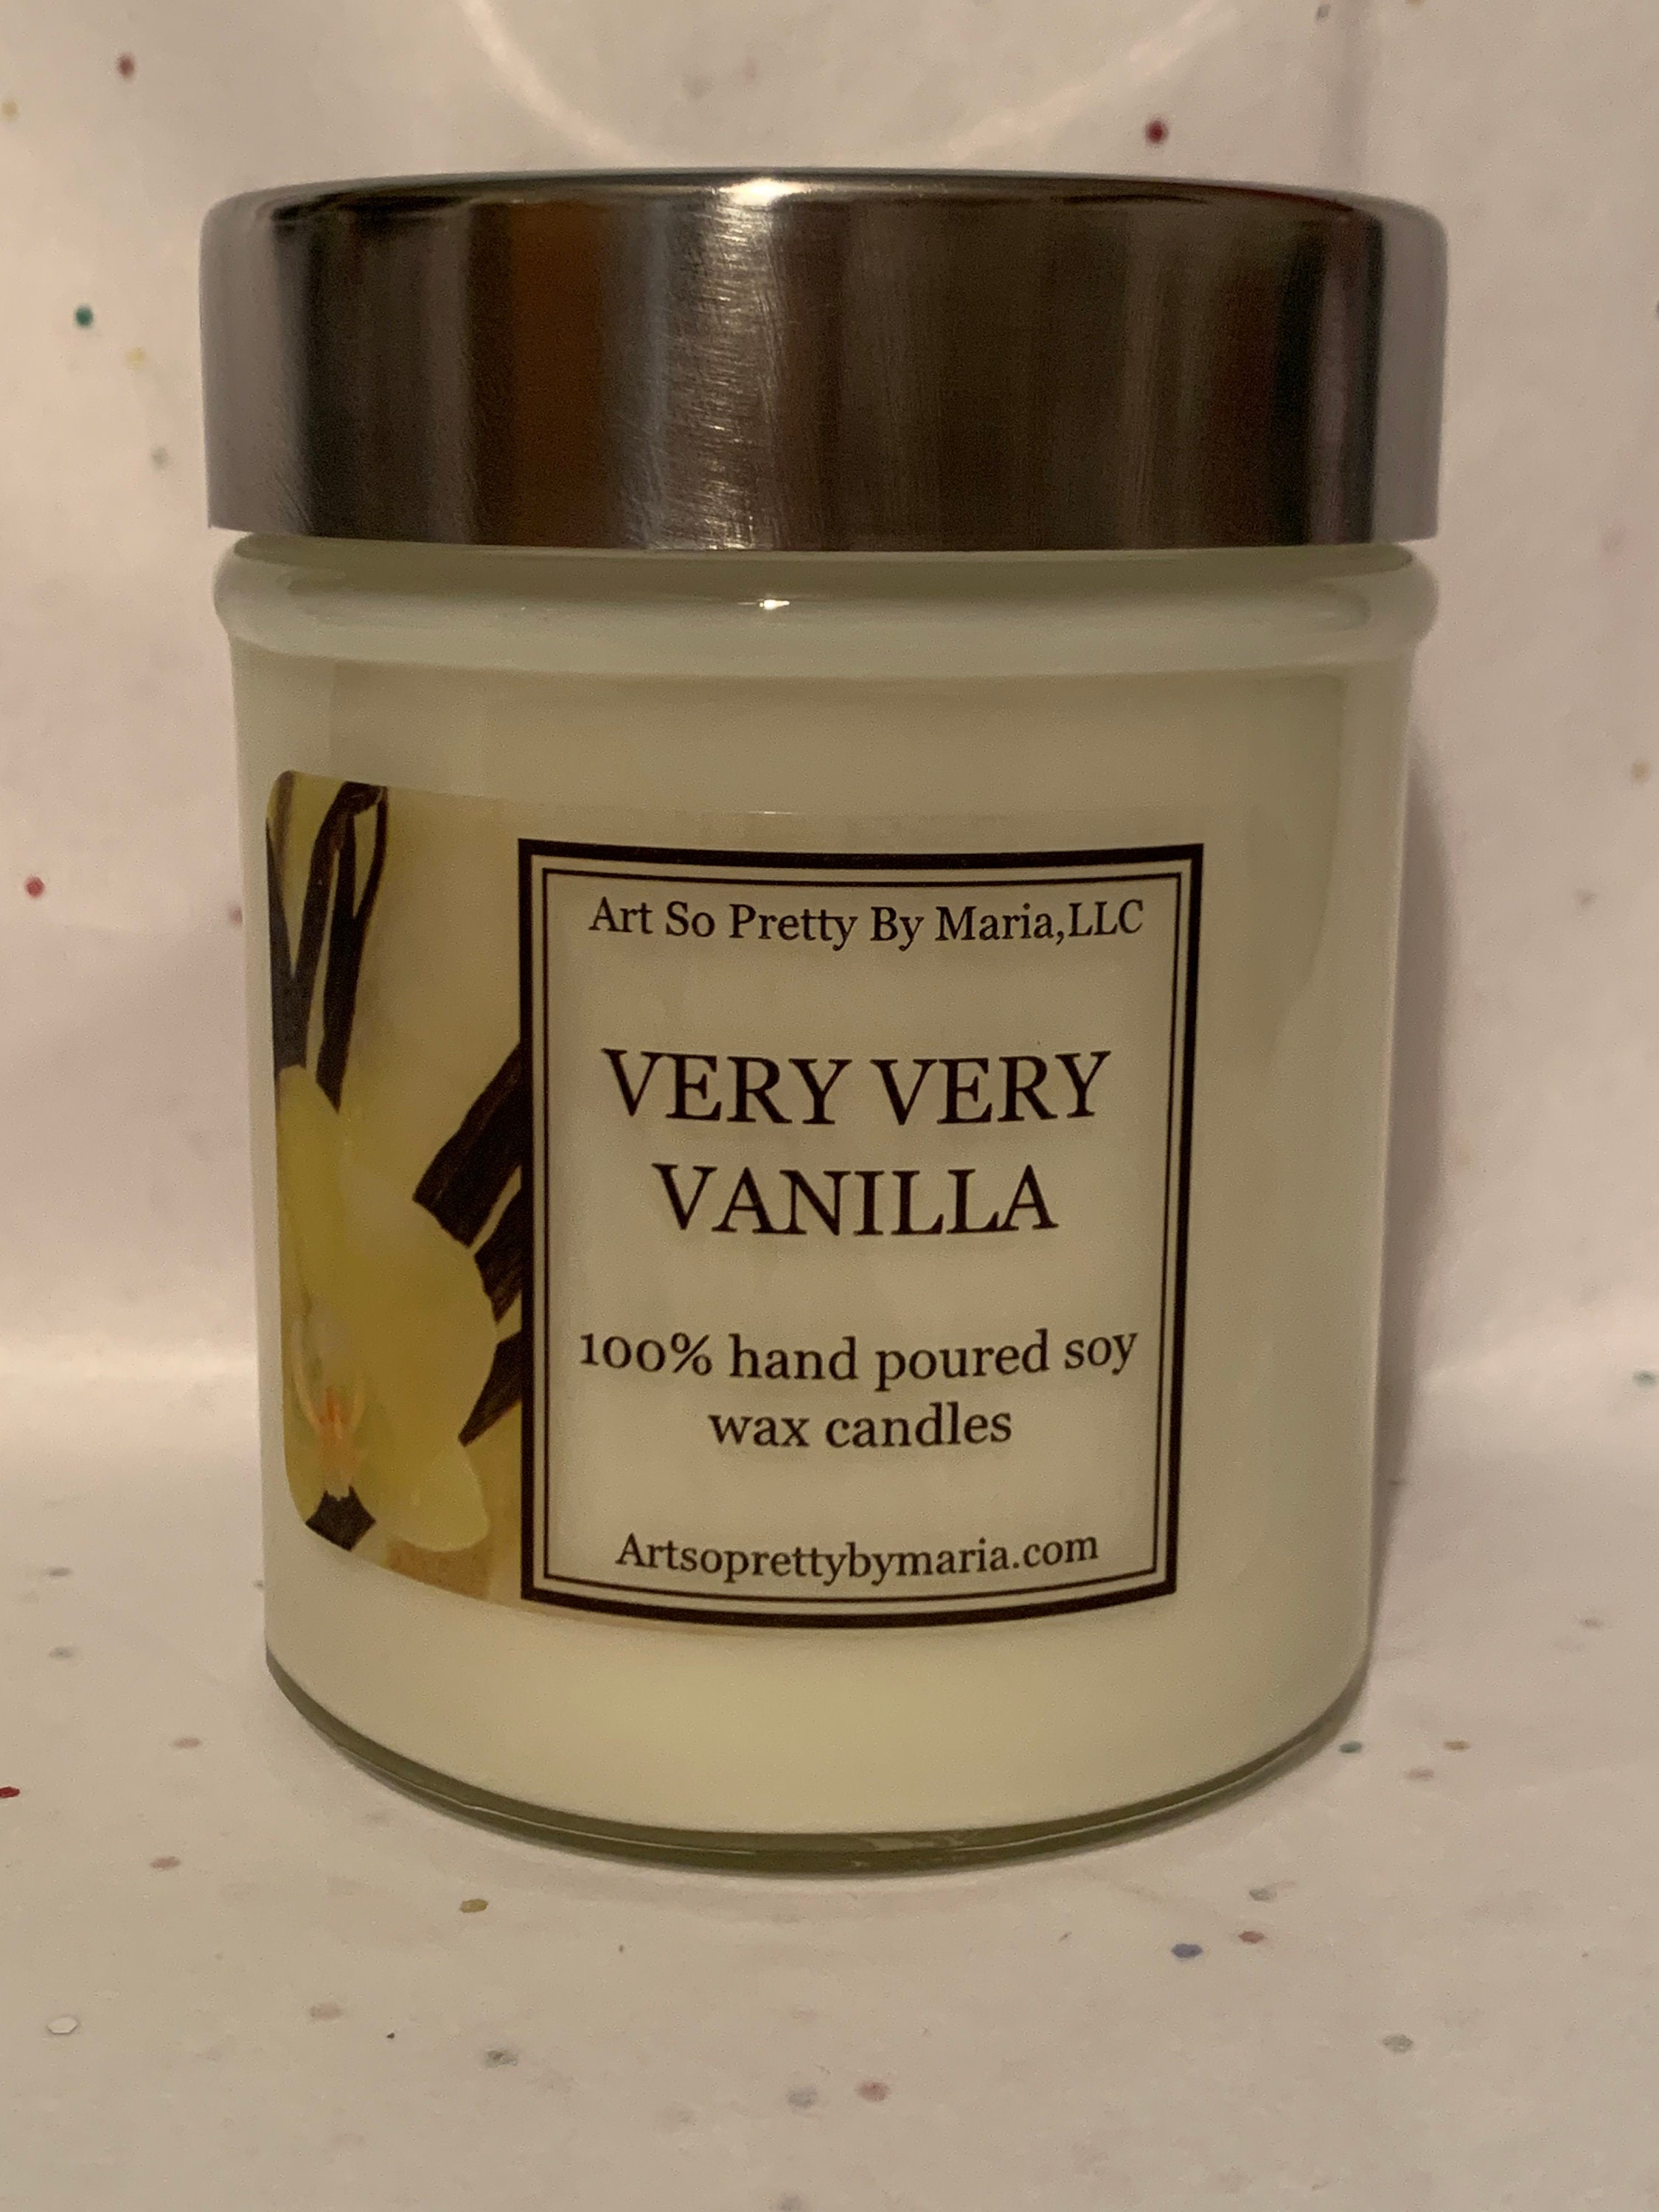 Art So Pretty By Maria,LLC
VERY VERY
VANILLA
100% hand poured soy
wax candles
Artsoprettybymaria.com